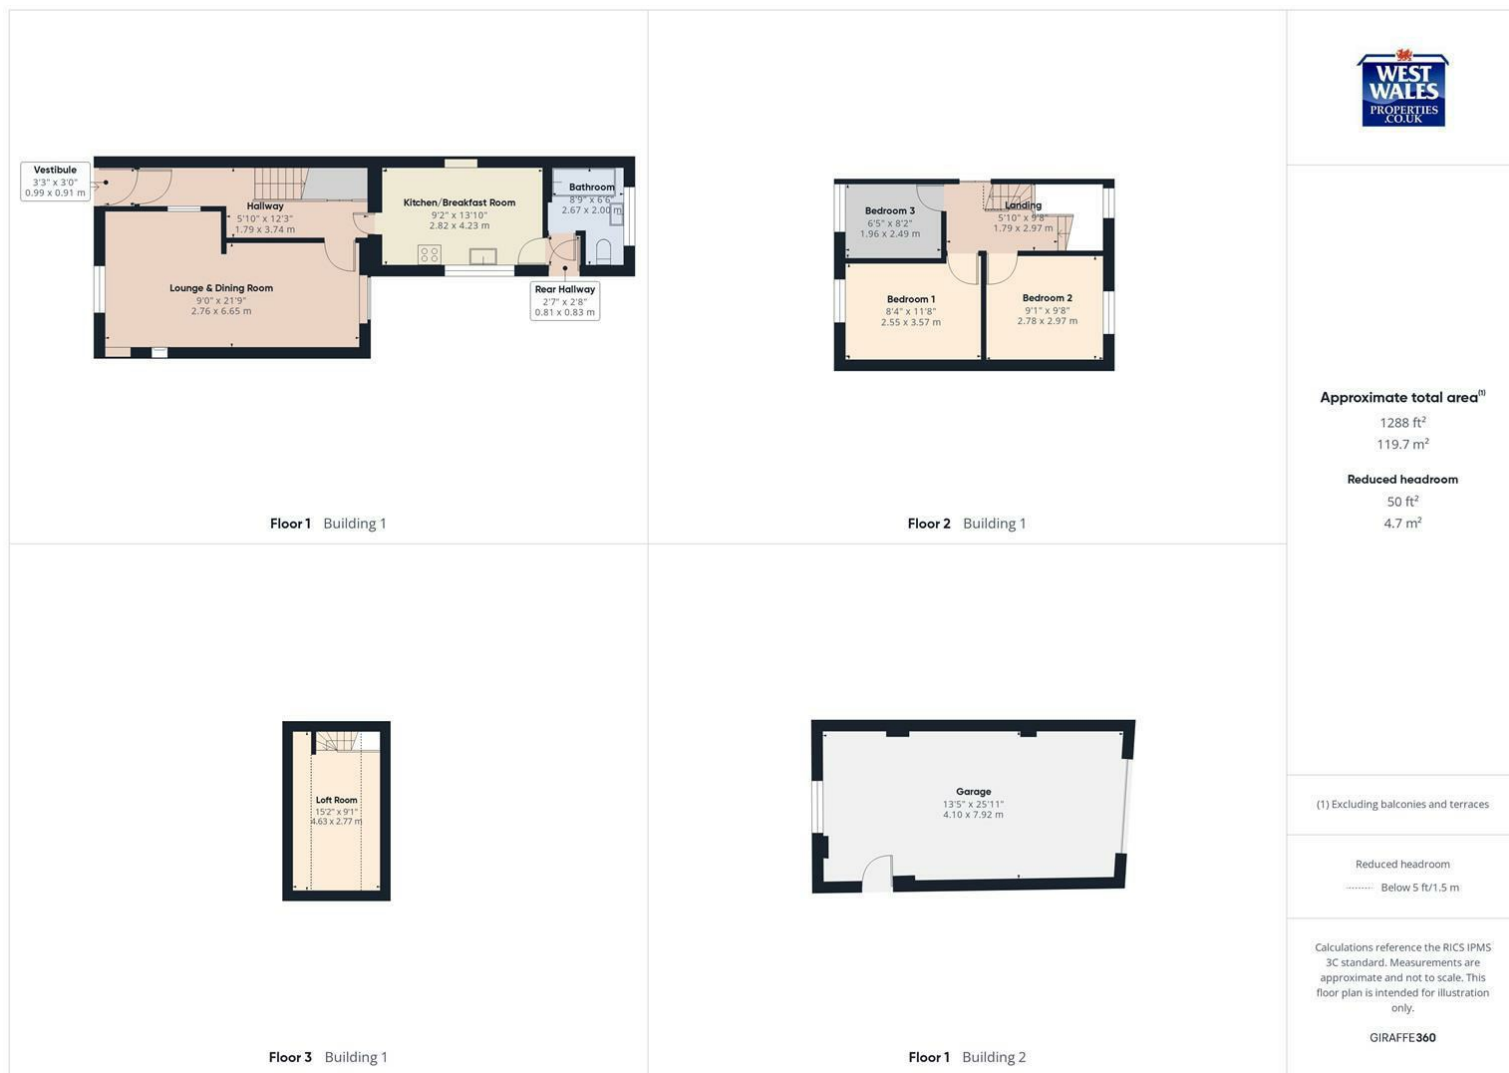 Vestibule
3'3" x 3'0"
0.99 x 0.91 m
Hallway
5'10" x 12'3"
1.79 x 3.74 m
Kitchen/Breakfast Room
9'2" x 13'10"
2.82 x 4.23 m
Bathroom
8'9" x 6'6"
2.67 x 2.00 m
Lounge & Dining Room
9'0" x 21'9"
2.76 x 6.65 m
Rear Hallway
2'7" x 2'8"
0.81 x 0.83 m
Floor 1 Building 1
Bedroom 3
6'5" x 8'2"
1.96 x 2.49 m
Landing
5'10" x 9'8"
1.79 x 2.97 m
Bedroom 1
8'4" x 11'8"
2.55 x 3.57 m
Bedroom 2
9'1" x 9'8"
2.78 x 2.97 m
Floor 2 Building 1
Loft Room
15'2" x 9'1"
4.63 x 2.77 m
Floor 3 Building 1
Garage
13'5" x 25'11"
4.10 x 7.92 m
Floor 1 Building 2
WEST
WALES
PROPERTIES
.CO.UK
Approximate total area(1)
1288 ft²
119.7 m²
Reduced headroom
50 ft²
4.7 m²
(1) Excluding balconies and terraces
Reduced headroom
Below 5 ft/1.5 m
Calculations reference the RICS IPMS
3C standard. Measurements are
approximate and not to scale. This
floor plan is intended for illustration
only.
GIRAFFE360